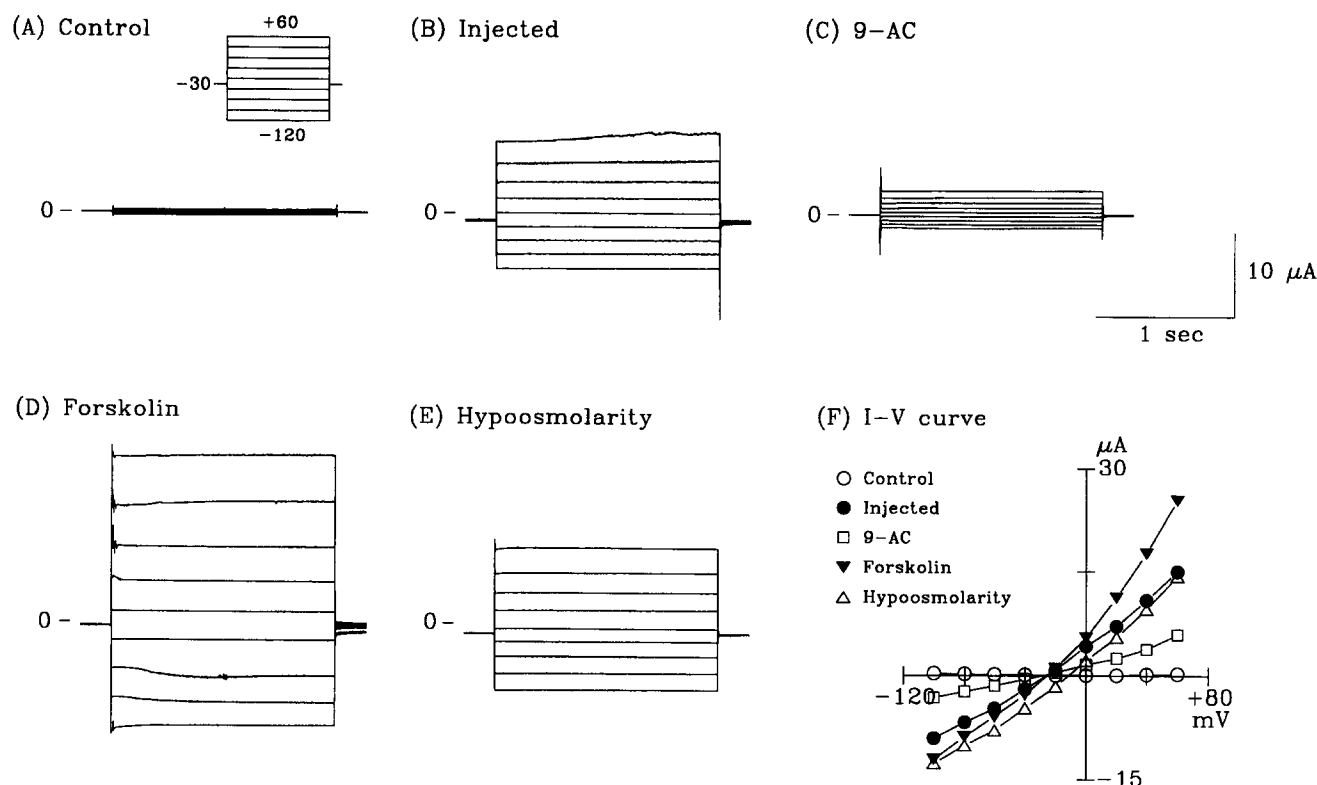 (A) Control
+60
-30
-120
0 -
(B) Injected
0 -
(C) 9-AC
0 -
10 μA
1 sec
(D) Forskolin
0 -
(E) Hypoosmolarity
0 -
(F) I-V curve
μA
30
Control
Injected
9-AC
Forskolin
Hypoosmolarity
-120
+80
mV
-15